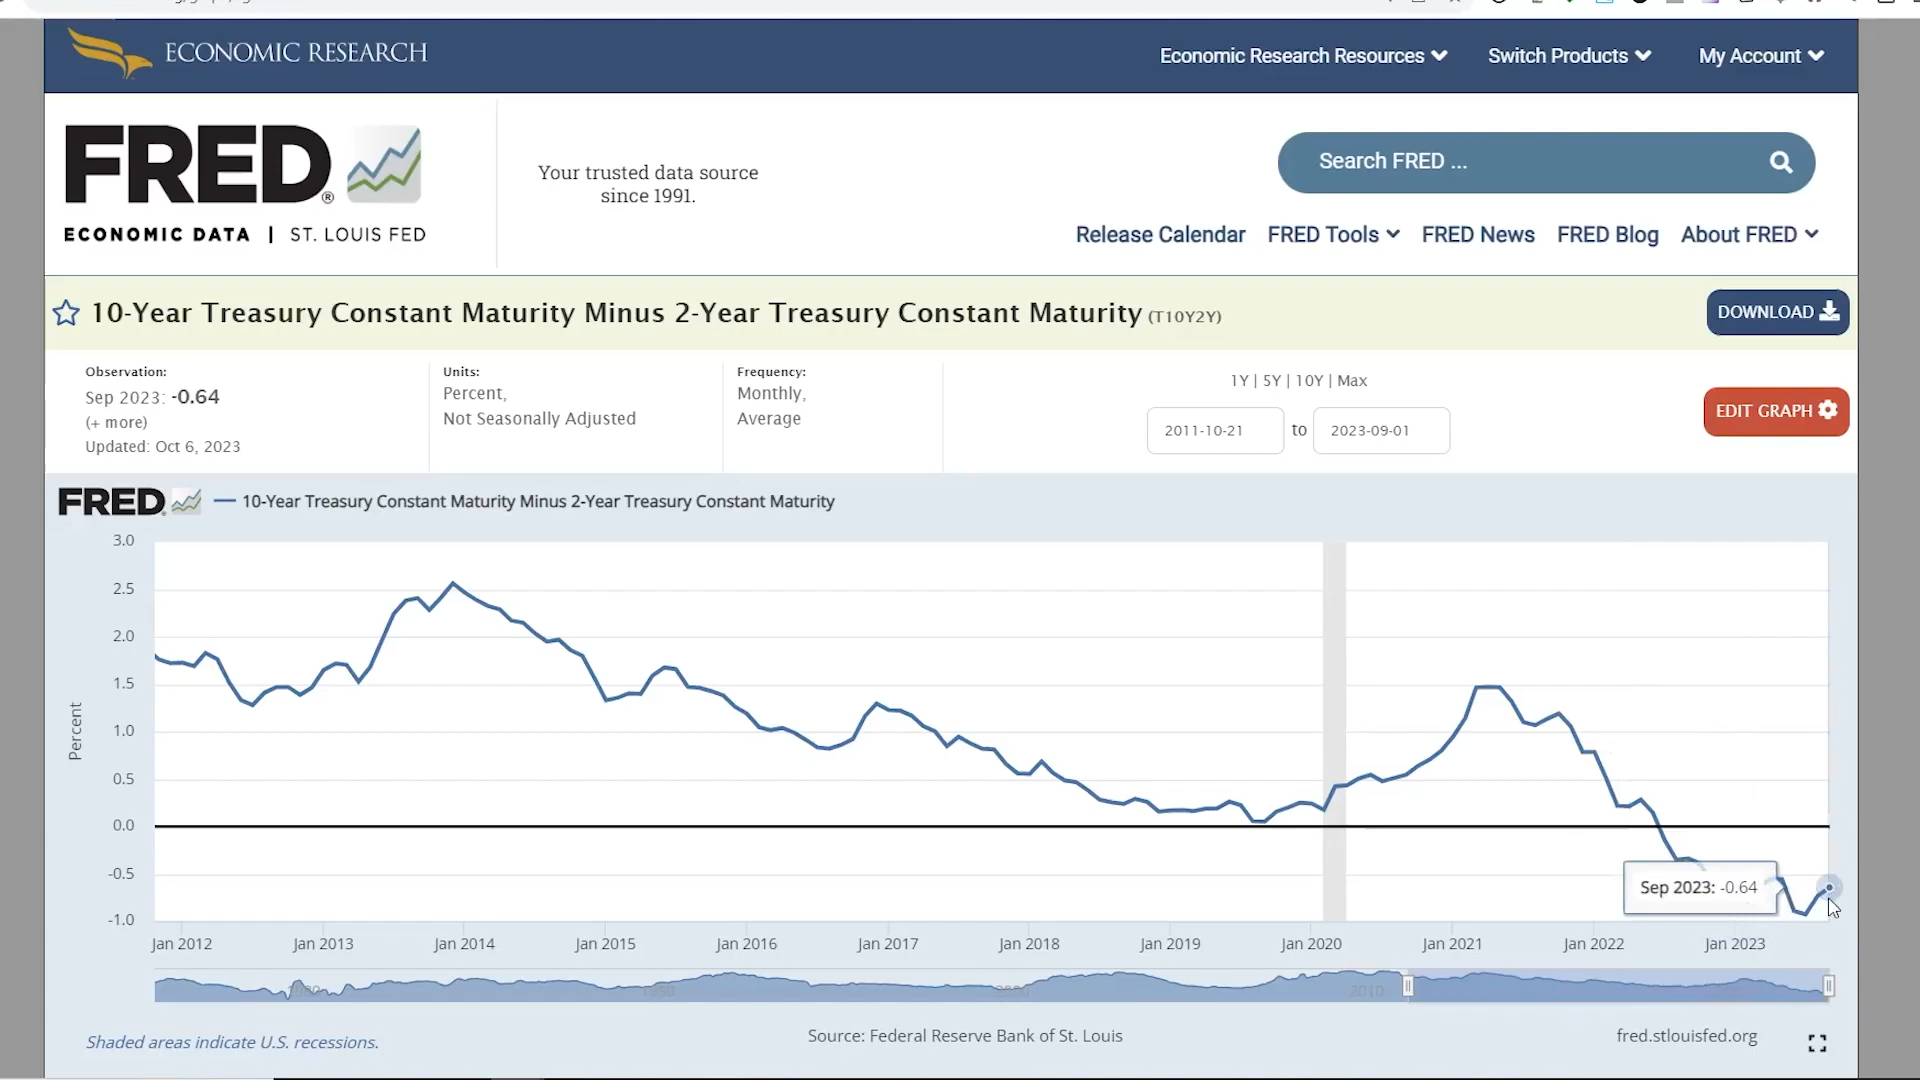 ECONOMIC RESEARCH
Economic Research Resources
Switch Products
My Account
FRED®
ECONOMIC DATA | ST. LOUIS FED
Your trusted data source
since 1991.
Search FRED ...
Release Calendar
FRED Tools
FRED News
FRED Blog
About FRED
10-Year Treasury Constant Maturity Minus 2-Year Treasury Constant Maturity (T10Y2Y)
DOWNLOAD
Observation:
Sep 2023: -0.64
(+ more)
Updated: Oct 6, 2023
Units:
Percent,
Not Seasonally Adjusted
Frequency:
Monthly,
Average
1Y | 5Y | 10Y | Max
2011-10-21 to 2023-09-01
EDIT GRAPH
FRED
10-Year Treasury Constant Maturity Minus 2-Year Treasury Constant Maturity
3.0
2.5
2.0
1.5
1.0
0.5
0.0
-0.5
-1.0
Percent
Sep 2023: -0.64
Jan 2012 Jan 2013 Jan 2014 Jan 2015 Jan 2016 Jan 2017 Jan 2018 Jan 2019 Jan 2020 Jan 2021 Jan 2022 Jan 2023
2010
Shaded areas indicate U.S. recessions.
Source: Federal Reserve Bank of St. Louis
fred.stlouisfed.org